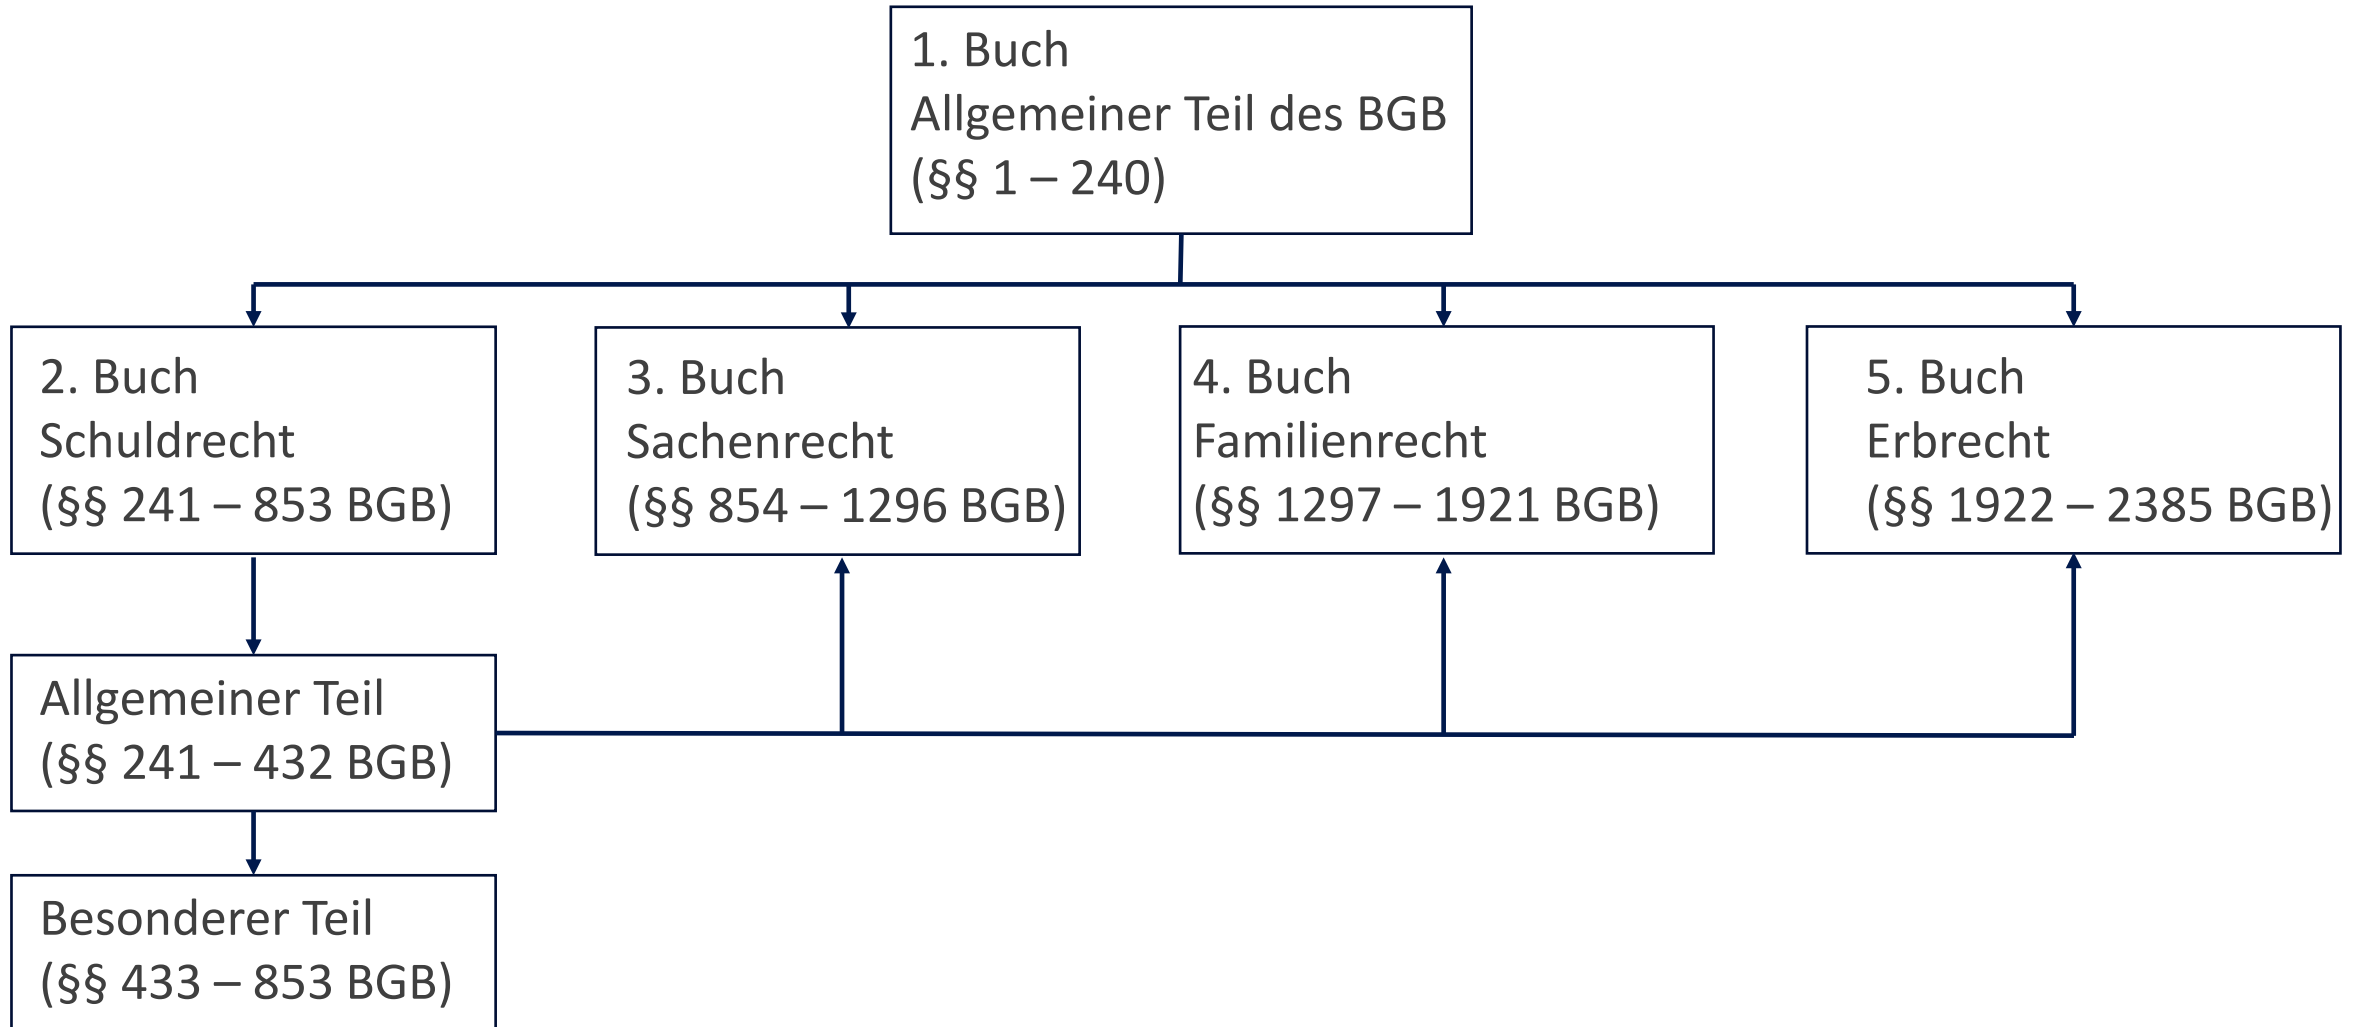 1. Buch
Allgemeiner Teil des BGB
(§§ 1 – 240)
2. Buch
Schuldrecht
(§§ 241 – 853 BGB)
3. Buch
Sachenrecht
(§§ 854 – 1296 BGB)
4. Buch
Familienrecht
(§§ 1297 – 1921 BGB)
5. Buch
Erbrecht
(§§ 1922 – 2385 BGB)
Allgemeiner Teil
(§§ 241 – 432 BGB)
Besonderer Teil
(§§ 433 – 853 BGB)